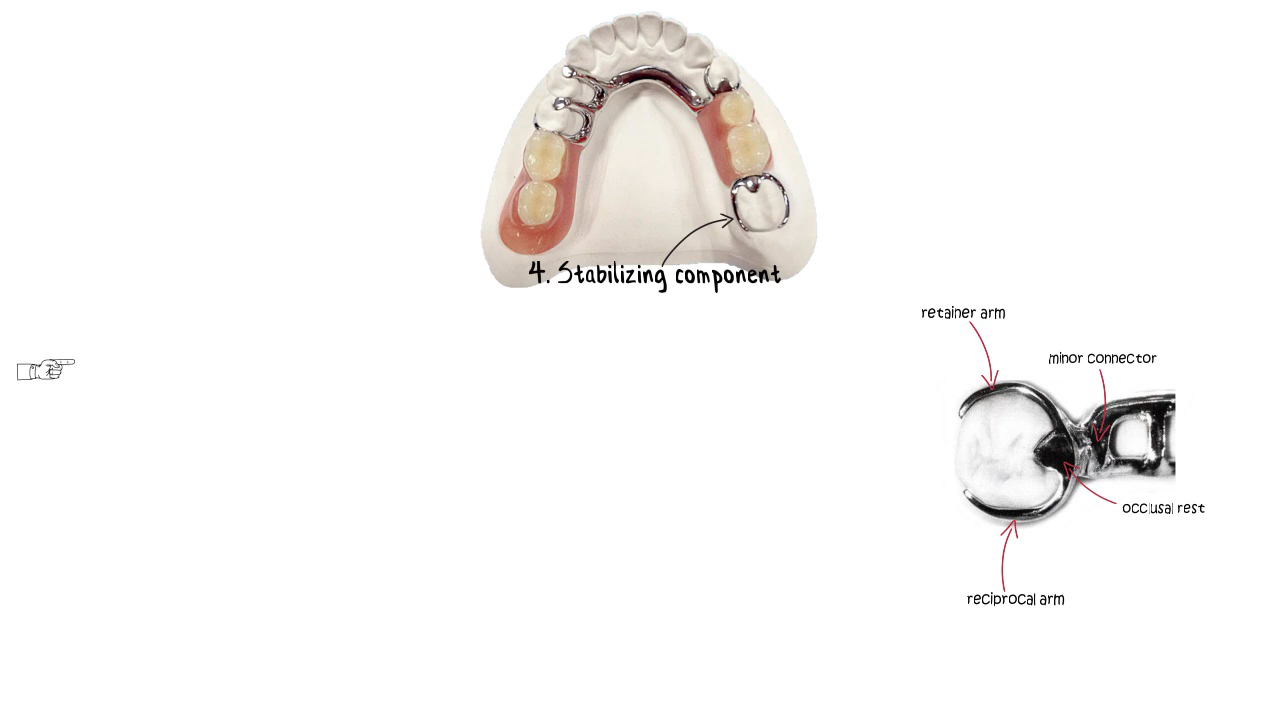 4. Stabilizing component
retainer arm
minor connector
occlusal rest
reciprocal arm